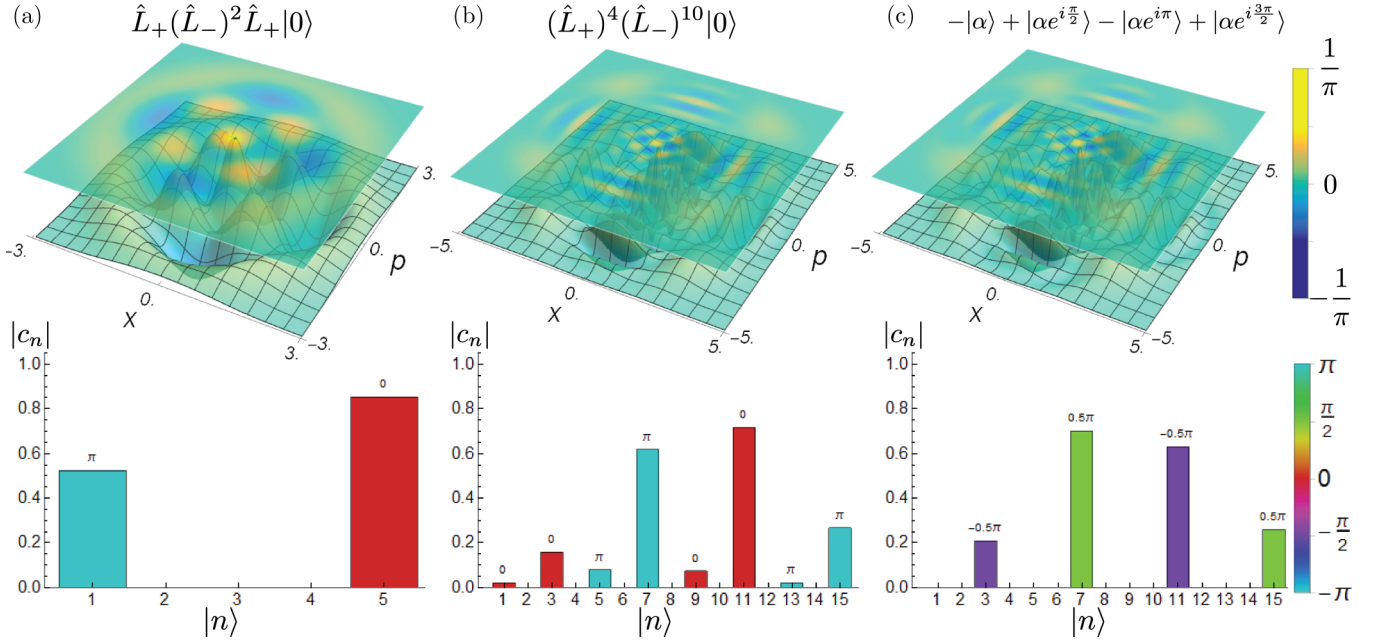 (a) L̂₊(L̂₋)²L̂₊|0⟩
(b) (L̂₊)⁴(L̂₋)¹⁰|0⟩
(c) −|α⟩ + |αe^{iπ/2}⟩ − |αe^{iπ}⟩ + |αe^{i3π/2}⟩
1/π
0
−1/π
3.
0.
p
−3.
0.
X
3. −3.
5.
0.
p
−5.
0.
X
5. −5.
5.
0.
p
−5.
0.
X
5. −5.
|cₙ|
1.0
0.8
0.6
0.4
0.2
0.0
π 0
1 2 3 4 5
|n⟩
|cₙ|
1.0
0.8
0.6
0.4
0.2
0.0
0 0 π π 0 0 π π
1 2 3 4 5 6 7 8 9 10 11 12 13 14 15
|n⟩
|cₙ|
1.0
0.8
0.6
0.4
0.2
0.0
−0.5π 0.5π −0.5π 0.5π
1 2 3 4 5 6 7 8 9 10 11 12 13 14 15
|n⟩
π
π/2
0
−π/2
−π